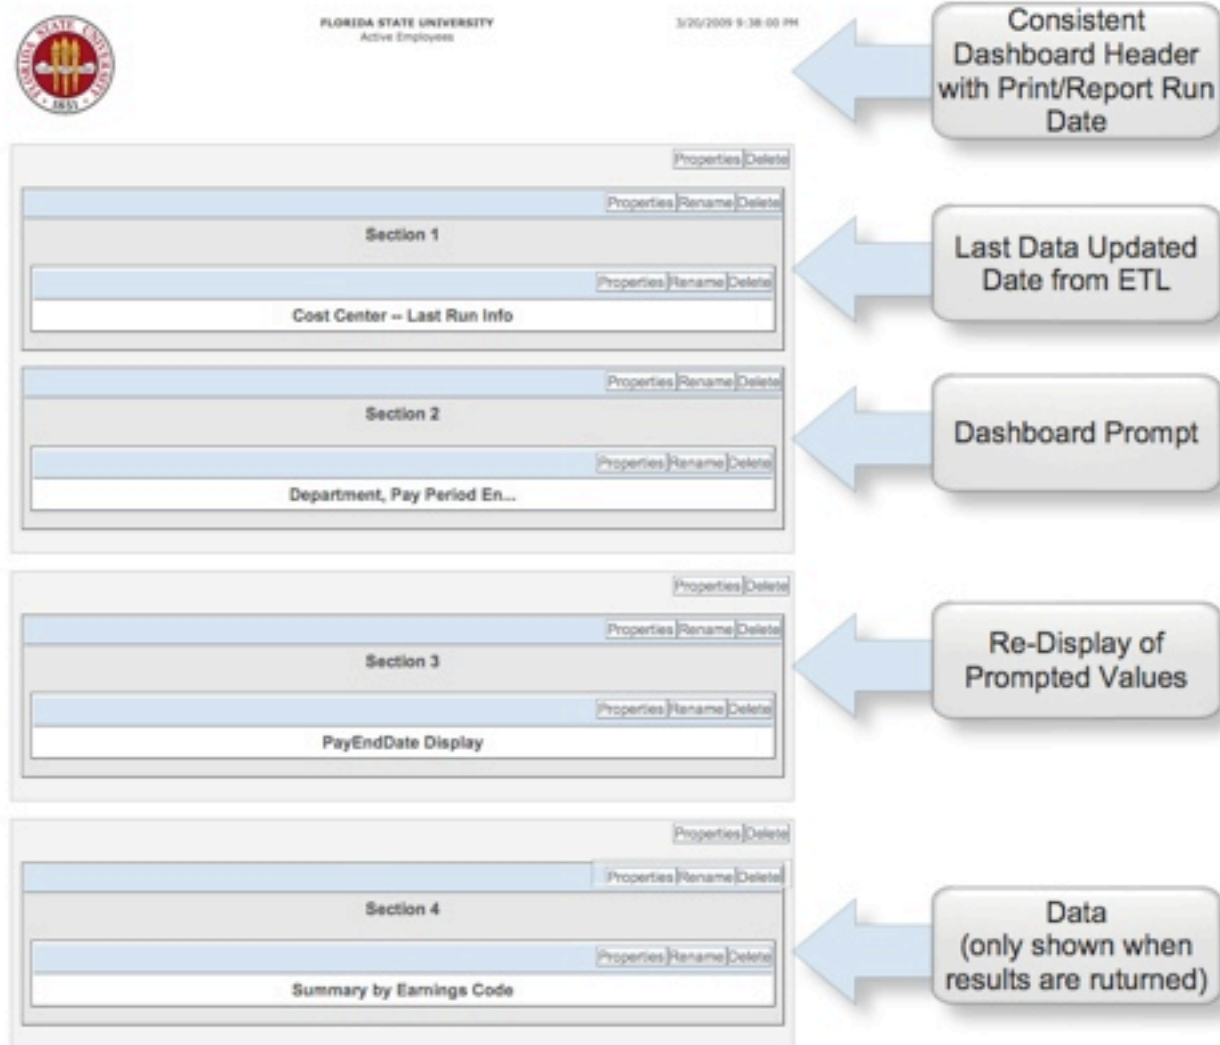 FLORIDA STATE UNIVERSITY
Active Employees
3/20/2009 9:38:00 PM
FLORIDA STATE UNIVERSITY
1851
Consistent
Dashboard Header
with Print/Report Run
Date
Properties Delete
Properties Rename Delete
Section 1
Properties Rename Delete
Cost Center -- Last Run Info
Last Data Updated
Date from ETL
Properties Rename Delete
Section 2
Properties Rename Delete
Department, Pay Period En...
Dashboard Prompt
Properties Delete
Properties Rename Delete
Section 3
Properties Rename Delete
PayEndDate Display
Re-Display of
Prompted Values
Properties Delete
Properties Rename Delete
Section 4
Properties Rename Delete
Summary by Earnings Code
Data
(only shown when
results are ruturned)